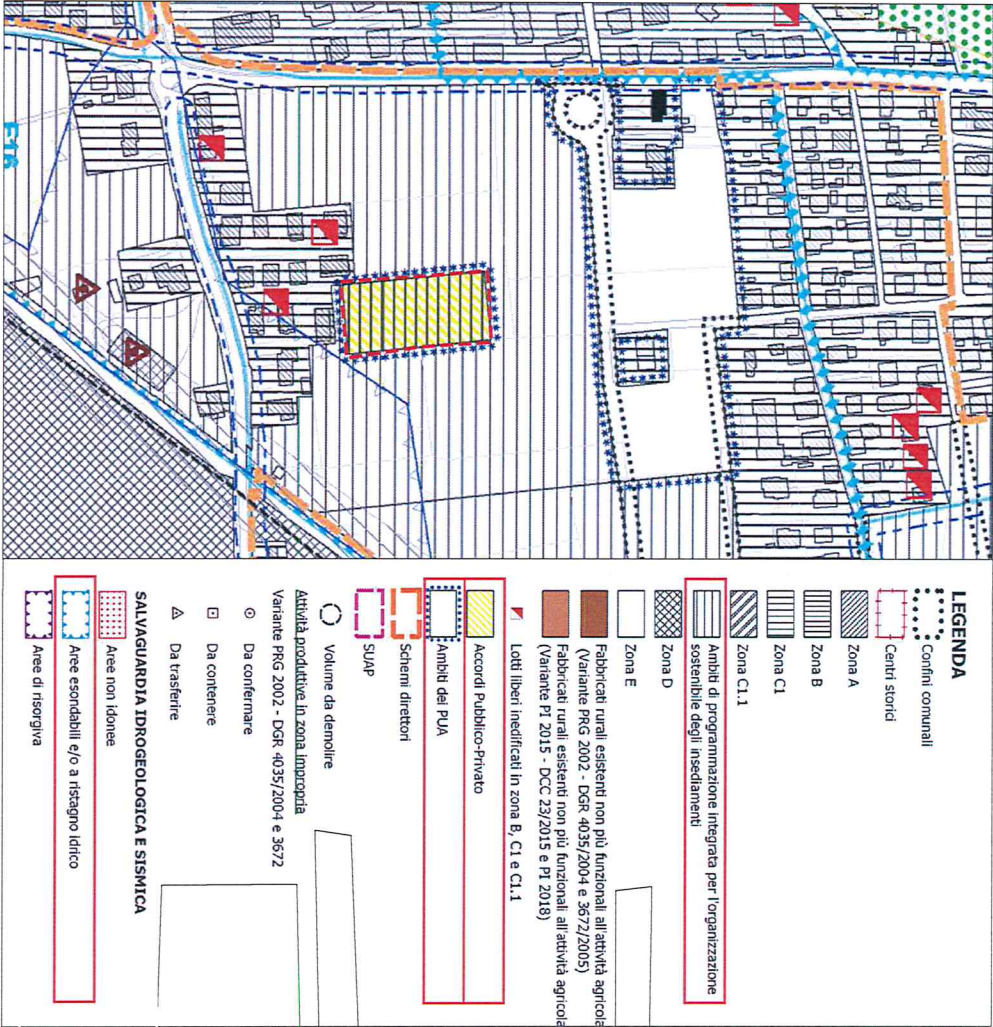 LEGENDA
Confini comunali
Centri storici
Zona A
Zona B
Zona C1
Zona C1.1
Ambiti di programmazione integrata per l'organizzazione
sostenibile degli insediamenti
Zona D
Zona E
Fabbricati rurali esistenti non più funzionali all'attività agricola
(Variante PRG 2002 - DGR 4035/2004 e 3672/2005)
Fabbricati rurali esistenti non più funzionali all'attività agricola
(Variante PI 2015 - DCC 23/2015 e PI 2018)
Lotti liberi inedificati in zona B, C1 e C1.1
Accordi Pubblico-Privato
Ambiti dei PUA
Schemi direttori
SUAP
Volume da demolire
Attività produttive in zona impropria
Variante PRG 2002 - DGR 4035/2004 e 3672
Da confermare
Da contenere
Da trasferire
SALVAGUARDIA IDROGEOLOGICA E SISMICA
Aree non idonee
Aree esondabili e/o a ristagno idrico
Aree di risorgiva